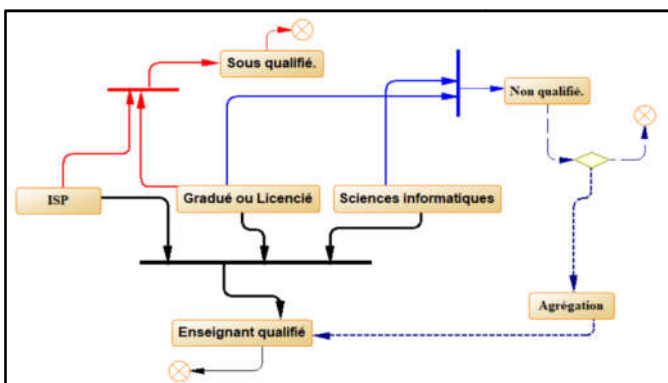 Sous qualifié.
Non qualifié.
ISP
Gradué ou Licencié
Sciences informatiques
Agrégation
Enseignant qualifié